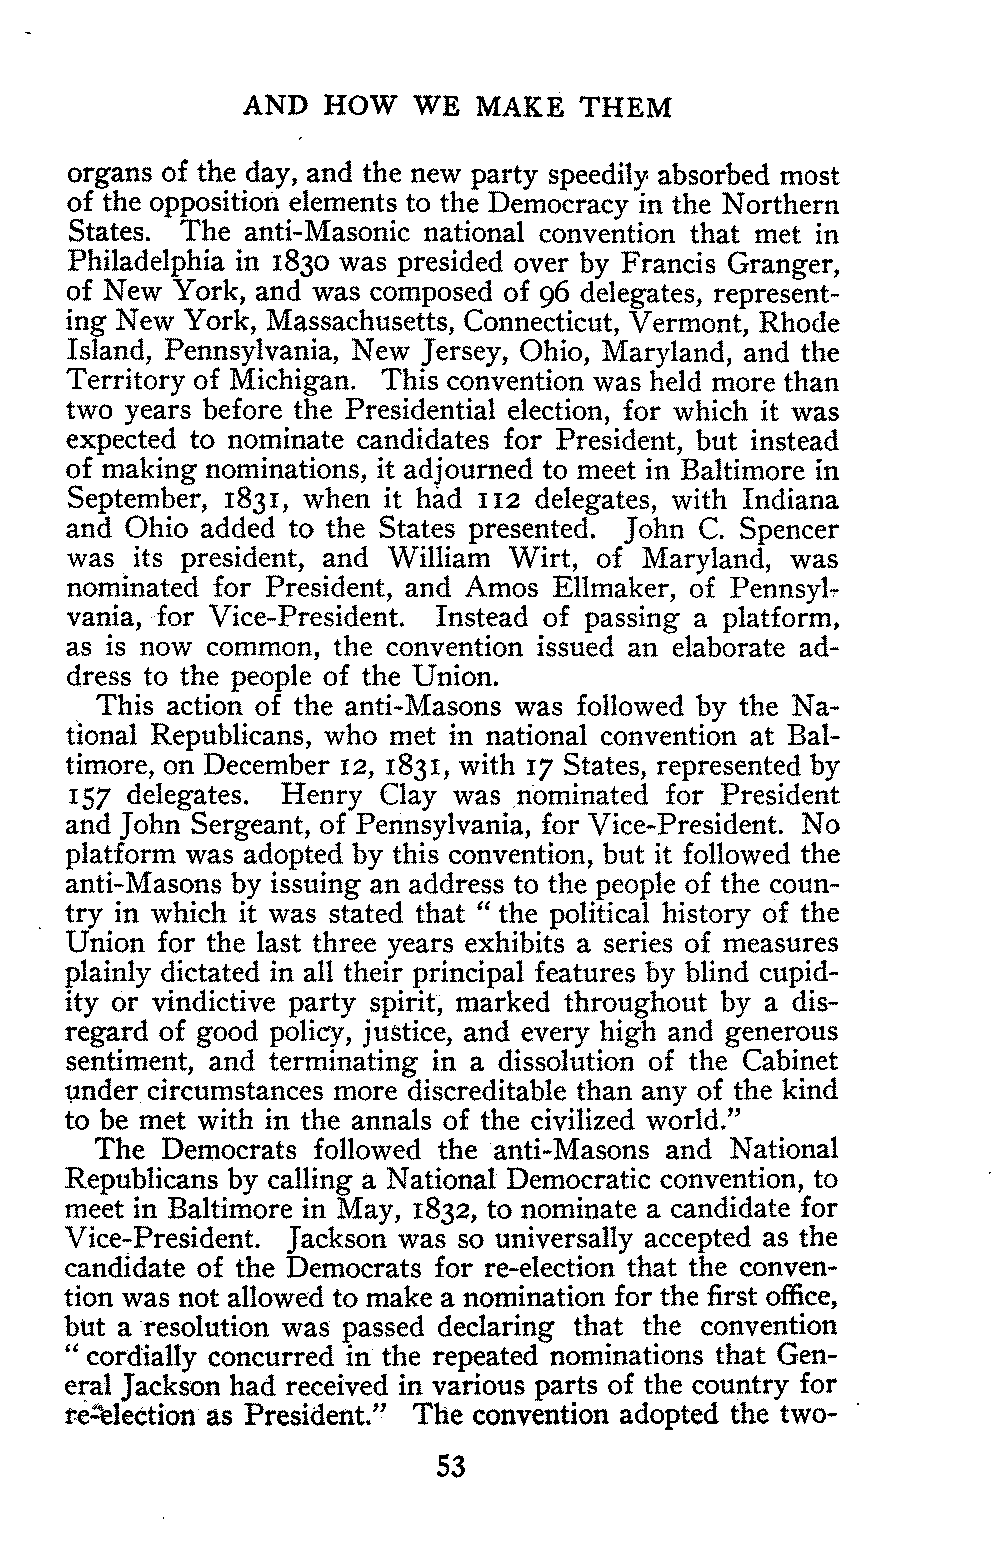 AND HOW WE MAKE THEM
organs of the day, and the new party speedily absorbed most
of the opposition elements to the Democracy in the Northern
States. The anti-Masonic national convention that met in
Philadelphia in 1830 was presided over by Francis Granger,
of New York, and was composed of 96 delegates, represent-
ing New York, Massachusetts, Connecticut, Vermont, Rhode
Island, Pennsylvania, New Jersey, Ohio, Maryland, and the
Territory of Michigan. This convention was held more than
two years before the Presidential election, for which it was
expected to nominate candidates for President, but instead
of making nominations, it adjourned to meet in Baltimore in
September, 1831, when it had 112 delegates, with Indiana
and Ohio added to the States presented. John C. Spencer
was its president, and William Wirt, of Maryland, was
nominated for President, and Amos Ellmaker, of Pennsyl-
vania, for Vice-President. Instead of passing a platform,
as is now common, the convention issued an elaborate ad-
dress to the people of the Union.
This action of the anti-Masons was followed by the Na-
tional Republicans, who met in national convention at Bal-
timore, on December 12, 1831, with 17 States, represented by
157 delegates. Henry Clay was nominated for President
and John Sergeant, of Pennsylvania, for Vice-President. No
platform was adopted by this convention, but it followed the
anti-Masons by issuing an address to the people of the coun-
try in which it was stated that “ the political history of the
Union for the last three years exhibits a series of measures
plainly dictated in all their principal features by blind cupid-
ity or vindictive party spirit, marked throughout by a dis-
regard of good policy, justice, and every high and generous
sentiment, and terminating in a dissolution of the Cabinet
under circumstances more discreditable than any of the kind
to be met with in the annals of the civilized world.”
The Democrats followed the anti-Masons and National
Republicans by calling a National Democratic convention, to
meet in Baltimore in May, 1832, to nominate a candidate for
Vice-President. Jackson was so universally accepted as the
candidate of the Democrats for re-election that the conven-
tion was not allowed to make a nomination for the first office,
but a resolution was passed declaring that the convention
“ cordially concurred in the repeated nominations that Gen-
eral Jackson had received in various parts of the country for
re-election as President.” The convention adopted the two-
53